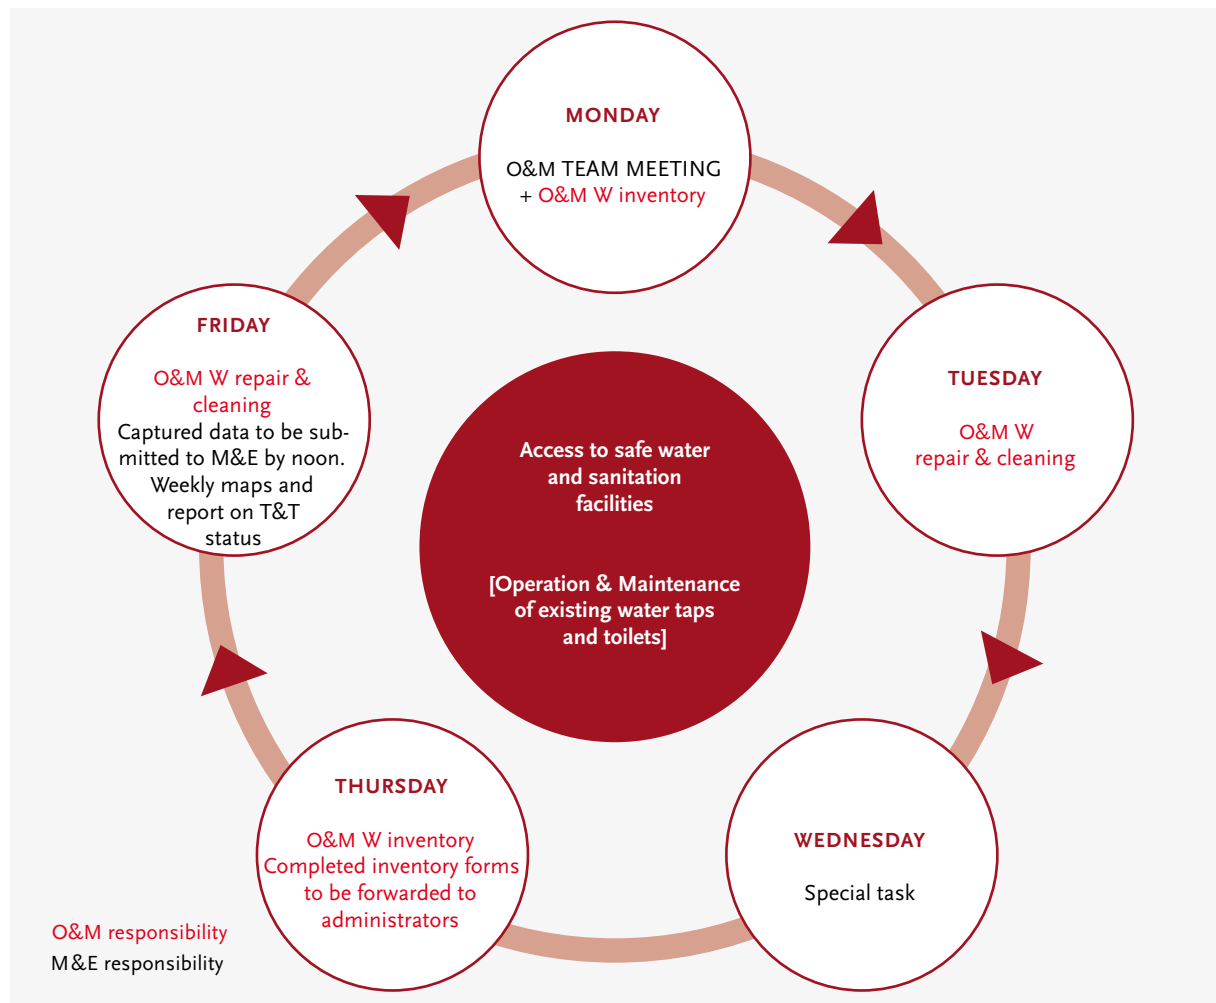 MONDAY
O&M TEAM MEETING
+ O&M W inventory
TUESDAY
O&M W
repair & cleaning
WEDNESDAY
Special task
THURSDAY
O&M W inventory
Completed inventory forms
to be forwarded to
administrators
FRIDAY
O&M W repair &
cleaning
Captured data to be sub-
mitted to M&E by noon.
Weekly maps and
report on T&T
status
Access to safe water
and sanitation
facilities
[Operation & Maintenance
of existing water taps
and toilets]
O&M responsibility
M&E responsibility